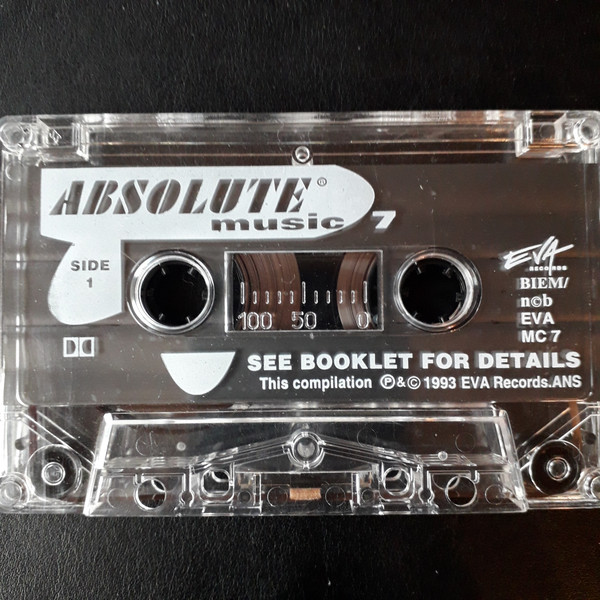 ABSOLUTE®
music 7
SIDE
1
100 50 0
EVA
RECORDS
BIEM/
n©b
EVA
MC 7
SEE BOOKLET FOR DETAILS
This compilation ℗&© 1993 EVA Records.ANS